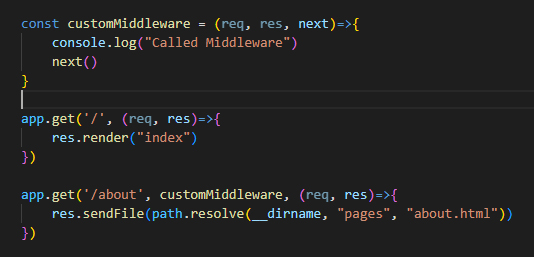 const customMiddleware = (req, res, next)=>{
    console.log("Called Middleware")
    next()
}
app.get('/', (req, res)=>{
    res.render("index")
})
app.get('/about', customMiddleware, (req, res)=>{
    res.sendFile(path.resolve(__dirname, "pages", "about.html"))
})